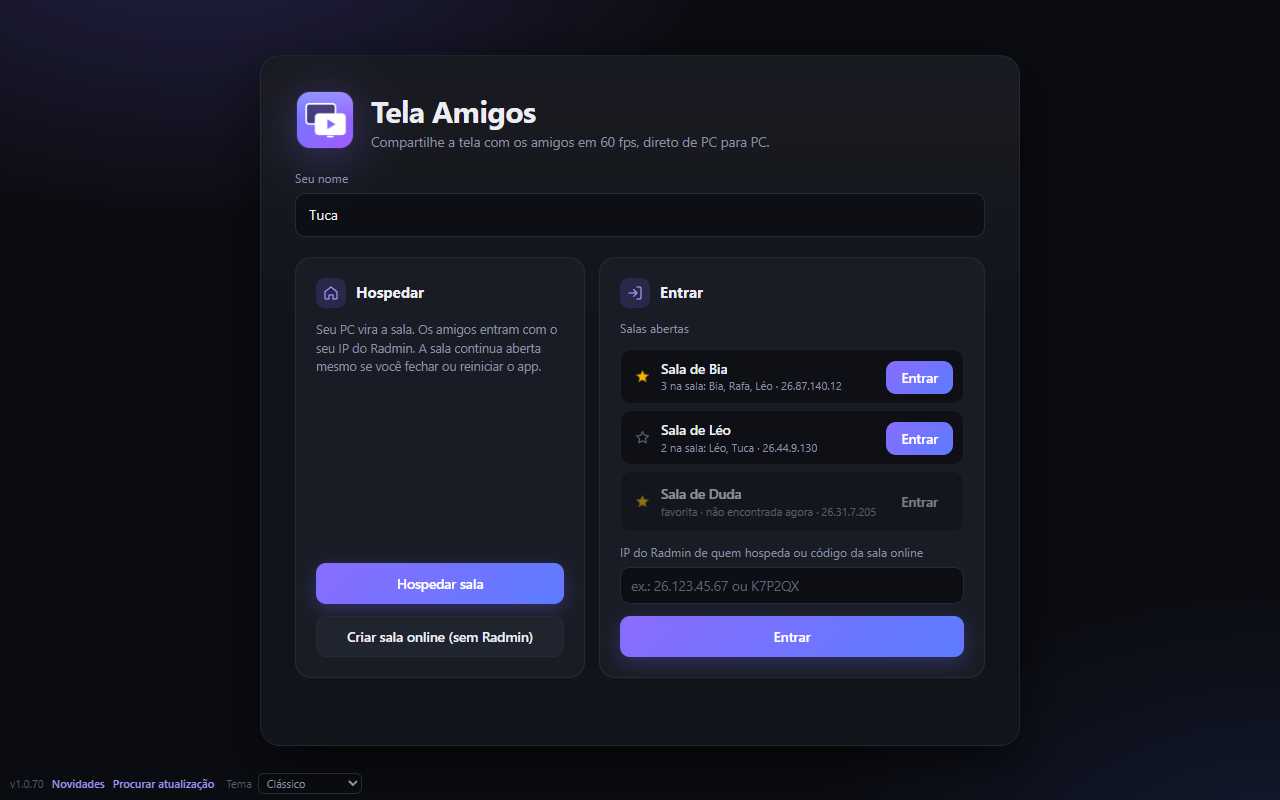 Tela Amigos
Compartilhe a tela com os amigos em 60 fps, direto de PC para PC.
Seu nome
Tuca
Hospedar
Seu PC vira a sala. Os amigos entram com o
seu IP do Radmin. A sala continua aberta
mesmo se você fechar ou reiniciar o app.
Hospedar sala
Criar sala online (sem Radmin)
Entrar
Salas abertas
Sala de Bia
3 na sala: Bia, Rafa, Léo · 26.87.140.12
Entrar
Sala de Léo
2 na sala: Léo, Tuca · 26.44.9.130
Entrar
Sala de Duda
favorita · não encontrada agora · 26.31.7.205
Entrar
IP do Radmin de quem hospeda ou código da sala online
ex.: 26.123.45.67 ou K7P2QX
Entrar
v1.0.70 Novidades Procurar atualização Tema Clássico